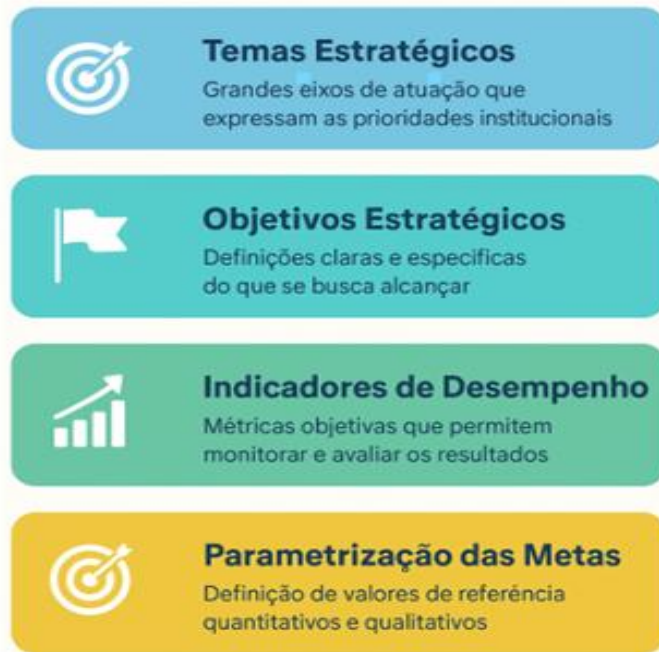 Temas Estratégicos
Grandes eixos de atuação que
expressam as prioridades institucionais
Objetivos Estratégicos
Definições claras e especificas
do que se busca alcançar
Indicadores de Desempenho
Métricas objetivas que permitem
monitorar e avaliar os resultados
Parametrização das Metas
Definição de valores de referéncia
quantitativos e qualitativos